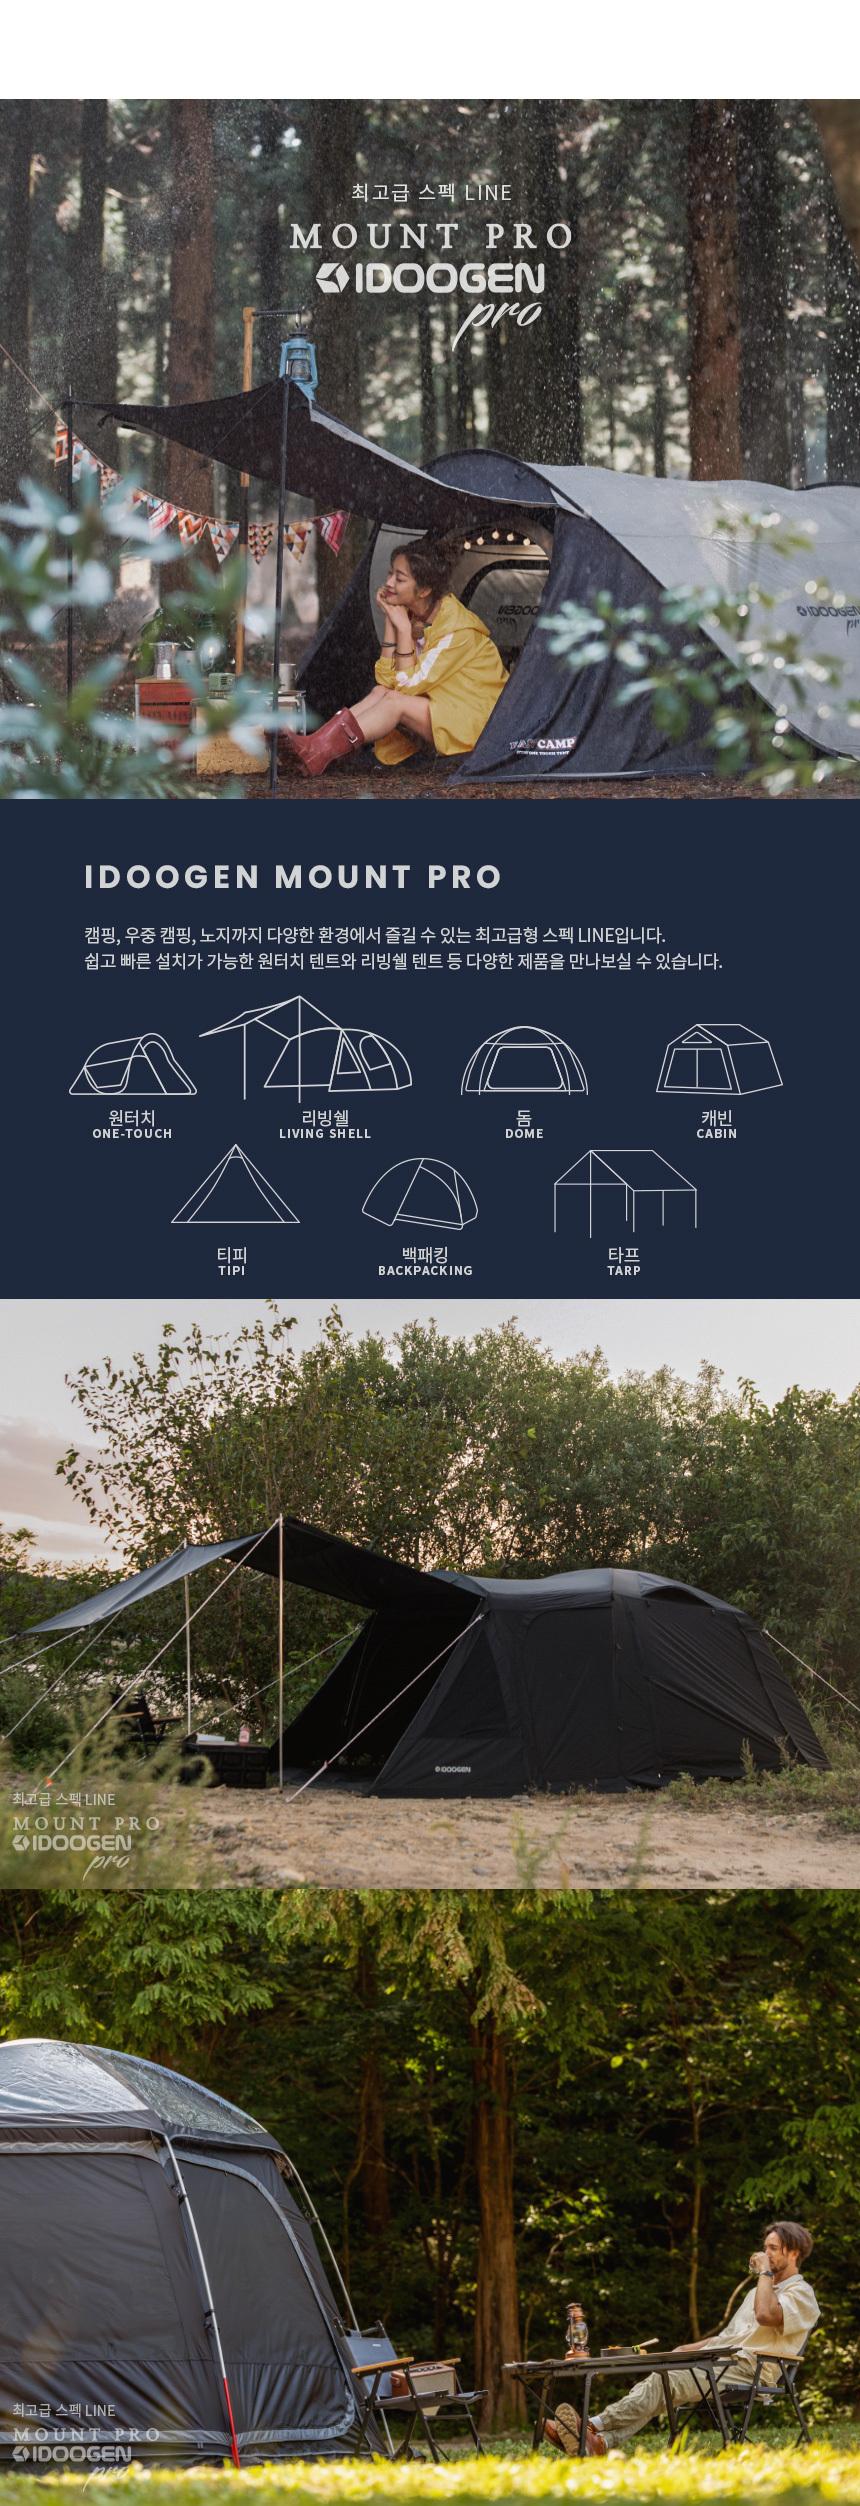 최고급 스펙 LINE
MOUNT PRO
IDOOGEN
pro
IDOOGEN
CAMP
IDOOGEN MOUNT PRO
캠핑, 우중 캠핑, 노지까지 다양한 환경에서 즐길 수 있는 최고급형 스펙 LINE입니다.
쉽고 빠른 설치가 가능한 원터치 텐트와 리빙쉘 텐트 등 다양한 제품을 만나보실 수 있습니다.
원터치
ONE-TOUCH
리빙쉘
LIVING SHELL
돔
DOME
캐빈
CABIN
티피
TIPI
백패킹
BACKPACKING
타프
TARP
IDOOGEN
최고급 스펙 LINE
MOUNT PRO
IDOOGEN
pro
최고급 스펙 LINE
MOUNT PRO
IDOOGEN
pro